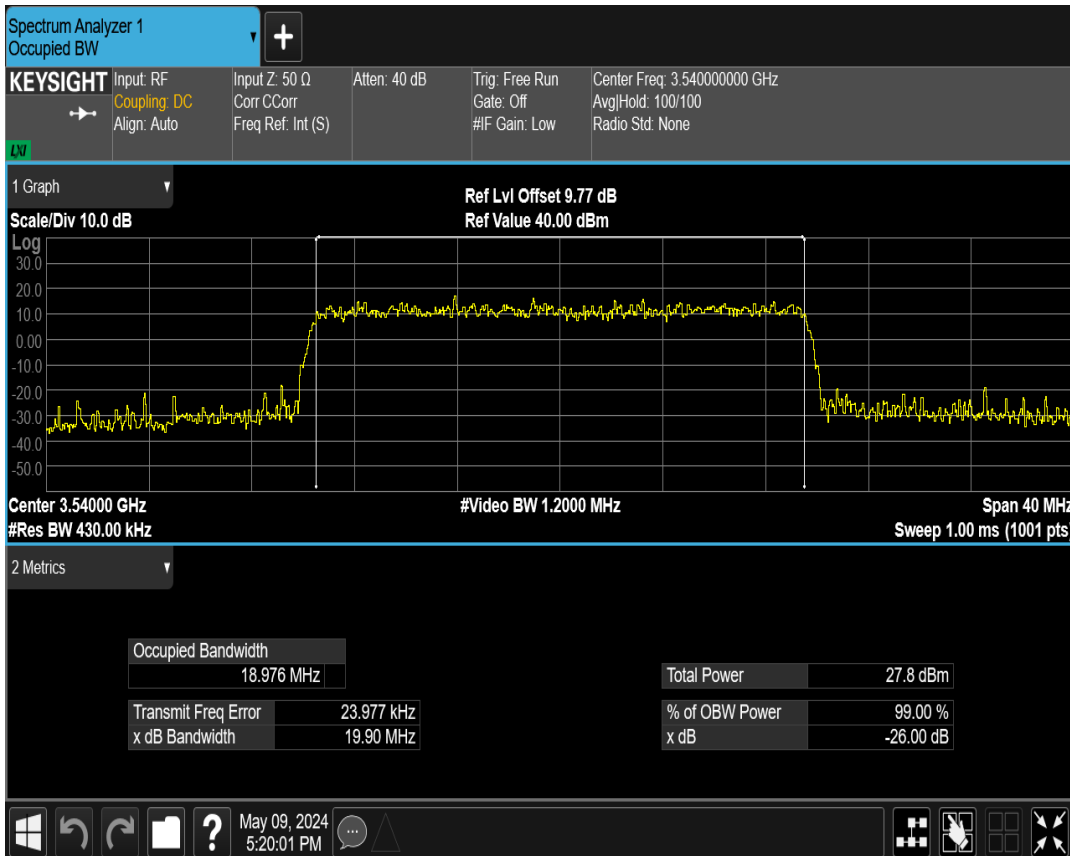 Spectrum Analyzer 1
Occupied BW
+
KEYSIGHT
LXI
Input: RF
Coupling: DC
Align: Auto
Input Z: 50 Ω
Corr CCorr
Freq Ref: Int (S)
Atten: 40 dB
Trig: Free Run
Gate: Off
#IF Gain: Low
Center Freq: 3.540000000 GHz
Avg|Hold: 100/100
Radio Std: None
1 Graph
Scale/Div 10.0 dB
Ref Lvl Offset 9.77 dB
Ref Value 40.00 dBm
Log
30.0
20.0
10.0
0.00
-10.0
-20.0
-30.0
-40.0
-50.0
Center 3.54000 GHz
#Video BW 1.2000 MHz
Span 40 MHz
#Res BW 430.00 kHz
Sweep 1.00 ms (1001 pts)
2 Metrics
Occupied Bandwidth
18.976 MHz
Total Power 27.8 dBm
Transmit Freq Error 23.977 kHz
% of OBW Power 99.00 %
x dB Bandwidth 19.90 MHz
x dB -26.00 dB
?
May 09, 2024
5:20:01 PM